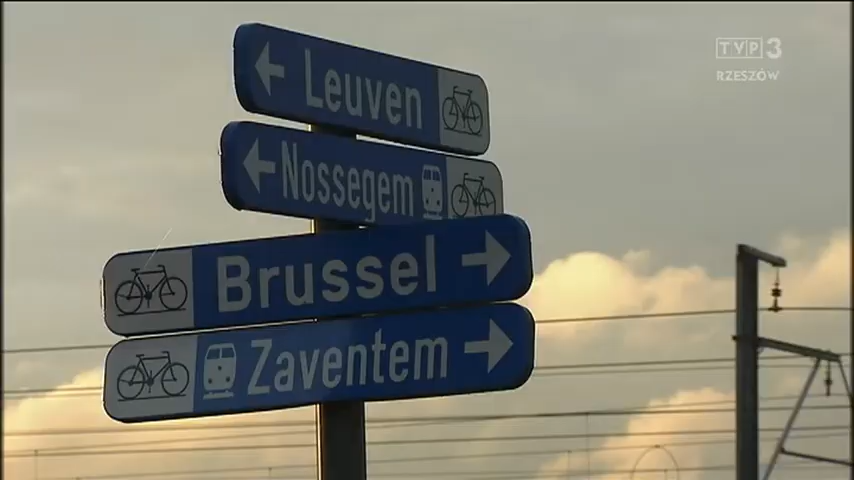 TVP3
RZESZÓW
Leuven
Nossegem
Brussel
Zaventem